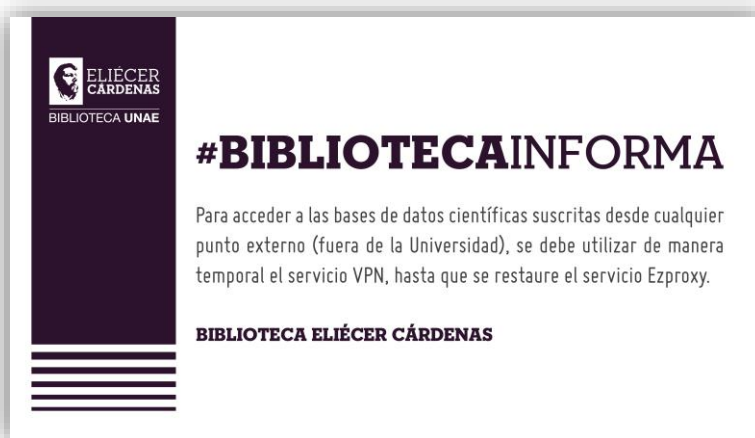 ELIÉCER
CÁRDENAS
BIBLIOTECA UNAE
#BIBLIOTECAINFORMA
Para acceder a las bases de datos científicas suscritas desde cualquier
punto externo (fuera de la Universidad), se debe utilizar de manera
temporal el servicio VPN, hasta que se restaure el servicio Ezproxy.
BIBLIOTECA ELIÉCER CÁRDENAS